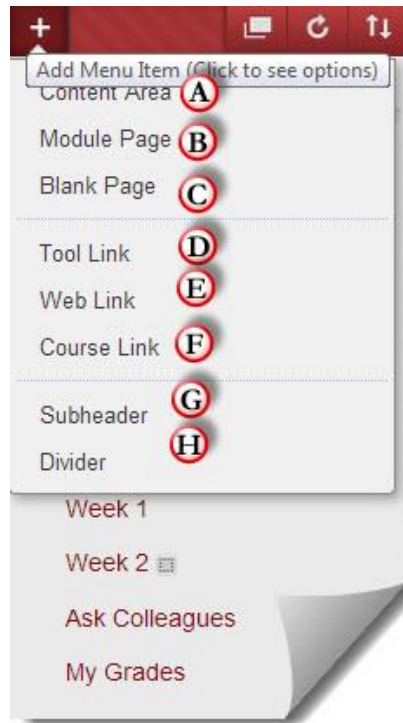 +
Add Menu Item (Click to see options)
Content Area A
Module Page B
Blank Page C
Tool Link D
Web Link E
Course Link F
Subheader G
Divider H
Week 1
Week 2
Ask Colleagues
My Grades